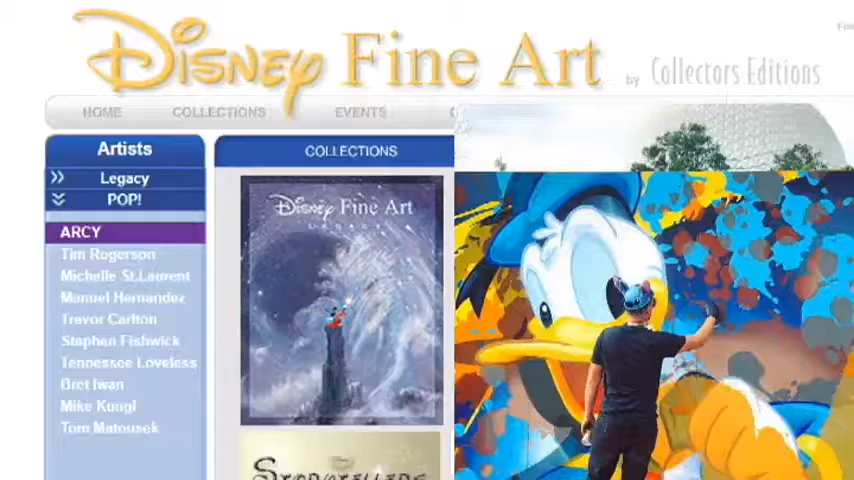 Disney Fine Art by Collectors Editions
HOME COLLECTIONS EVENTS
Artists
COLLECTIONS
Legacy
POP!
ARCY
Tim Rogerson
Michelle St.Laurent
Manuel Hernandez
Trevor Carlton
Stephen Fishwick
Tennessee Loveless
Bret Iwan
Mike Kungl
Tom Matousek
Disney Fine Art
LEGACY
STORYTELLERS